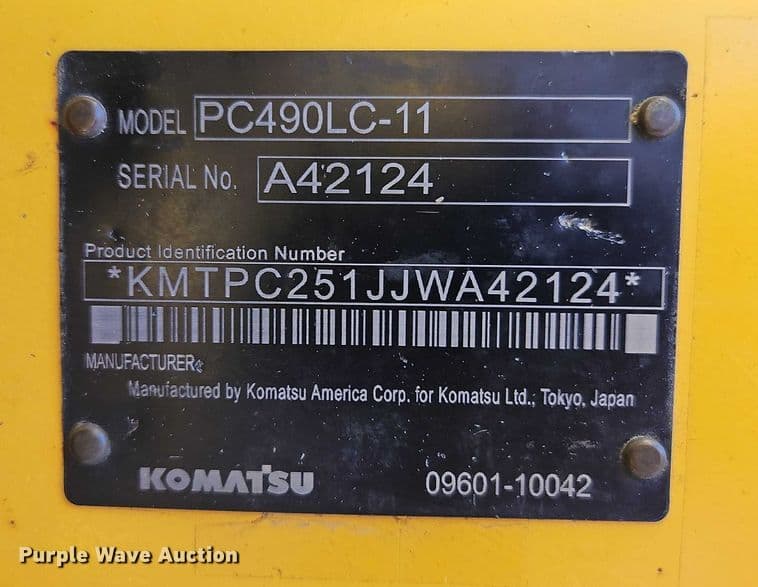 MODEL PC490LC-11
SERIAL No. A42124
Product Identification Number
*KMTPC251JJWA42124*
MANUFACTURER
Manufactured by Komatsu America Corp. for Komatsu Ltd., Tokyo, Japan
KOMATSU 09601-10042
Purple Wave Auction